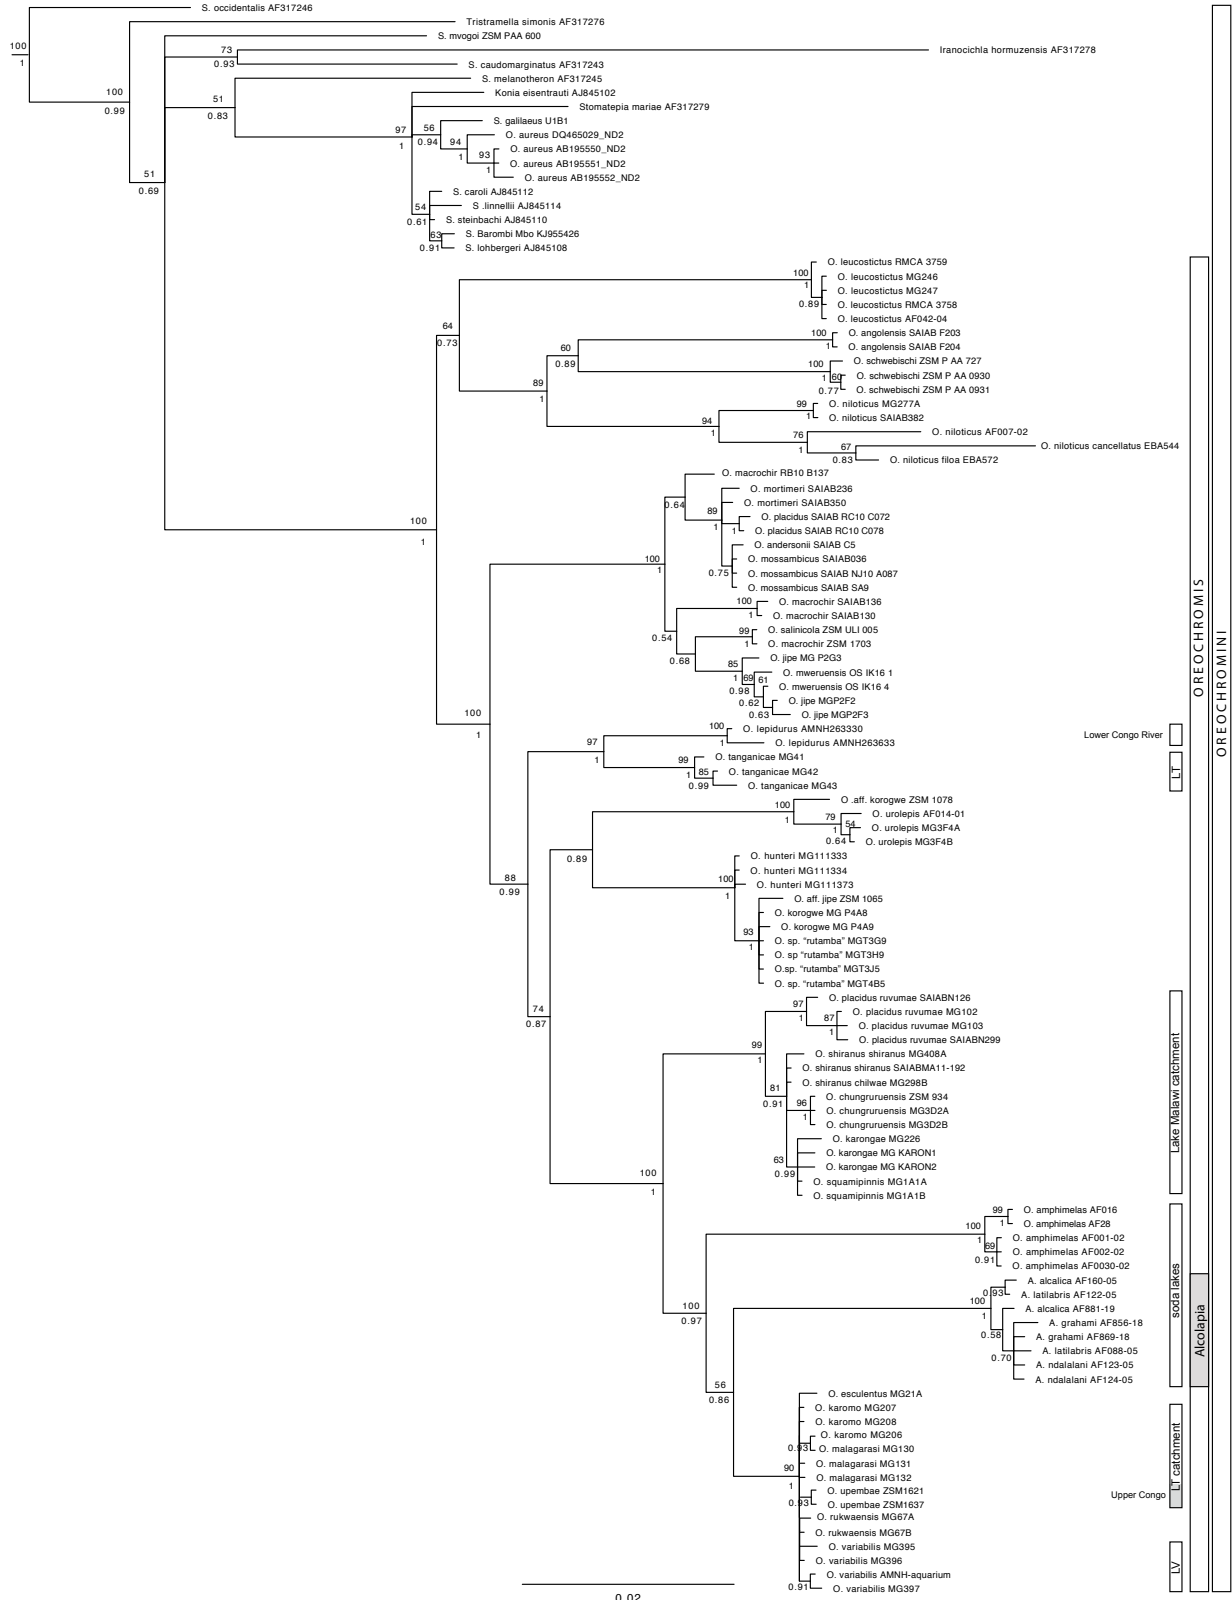 S. occidentalis AF317246
Tristramella simonis AF317276
S. mvogoi ZSM PAA 600
100
1
73
0.93
Iranocichla hormuzensis AF317278
S. caudomarginatus AF317243
S. melanotheron AF317245
100
0.99
51
0.83
Konia eisentrauti AJ845102
Stomatepia mariae AF317279
S. galilaeus U1B1
97
1
56
0.94
O. aureus DQ465029_ND2
94
1
O. aureus AB195550_ND2
93
1
O. aureus AB195551_ND2
O. aureus AB195552_ND2
51
0.69
S. caroli AJ845112
54
0.61
S .linnellii AJ845114
S. steinbachi AJ845110
63
0.91
S. Barombi Mbo KJ955426
S. lohbergeri AJ845108
O. leucostictus RMCA 3759
100
1
O. leucostictus MG246
O. leucostictus MG247
0.89
O. leucostictus RMCA 3758
O. leucostictus AF042-04
64
0.73
O. angolensis SAIAB F203
100
1
O. angolensis SAIAB F204
60
0.89
O. schwebischi ZSM P AA 727
100
1
60
0.77
O. schwebischi ZSM P AA 0930
O. schwebischi ZSM P AA 0931
89
1
O. niloticus MG277A
99
1
O. niloticus SAIAB382
94
1
O. niloticus AF007-02
76
1
O. niloticus cancellatus EBA544
67
0.83
O. niloticus filoa EBA572
O. macrochir RB10 B137
O. mortimeri SAIAB236
0.64
O. mortimeri SAIAB350
89
1
O. placidus SAIAB RC10 C072
1
O. placidus SAIAB RC10 C078
100
1
O. andersonii SAIAB C5
O. mossambicus SAIAB036
0.75
O. mossambicus SAIAB NJ10 A087
O. mossambicus SAIAB SA9
100
1
100
1
O. macrochir SAIAB136
O. macrochir SAIAB130
0.54
O. salinicola ZSM ULI 005
99
1
O. macrochir ZSM 1703
0.68
O. jipe MG P2G3
85
1
O. mweruensis OS IK16 1
69
0.98
61
O. mweruensis OS IK16 4
0.62
O. jipe MGP2F2
0.63
O. jipe MGP2F3
100
1
O. lepidurus AMNH263330
100
1
O. lepidurus AMNH263633
Lower Congo River
97
1
O. tanganicae MG41
99
1
O. tanganicae MG42
85
0.99
O. tanganicae MG43
LT
O .aff. korogwe ZSM 1078
100
1
O. urolepis AF014-01
79
1
54
O. urolepis MG3F4A
0.64
O. urolepis MG3F4B
0.89
O. hunteri MG111333
O. hunteri MG111334
O. hunteri MG111373
100
1
O. aff. jipe ZSM 1065
O. korogwe MG P4A8
O. korogwe MG P4A9
93
1
O. sp. “rutamba” MGT3G9
O. sp “rutamba” MGT3H9
O.sp. “rutamba” MGT3J5
O. sp. “rutamba” MGT4B5
88
0.99
O. placidus ruvumae SAIABN126
97
1
O. placidus ruvumae MG102
87
1
O. placidus ruvumae MG103
O. placidus ruvumae SAIABN299
74
0.87
99
1
O. shiranus shiranus MG408A
O. shiranus shiranus SAIABMA11-192
O. shiranus chilwae MG298B
81
0.91
O. chungruruensis ZSM 934
96
1
O. chungruruensis MG3D2A
O. chungruruensis MG3D2B
O. karongae MG226
O. karongae MG KARON1
63
0.99
O. karongae MG KARON2
O. squamipinnis MG1A1A
O. squamipinnis MG1A1B
Lake Malawi catchment
100
1
O. amphimelas AF016
99
1
O. amphimelas AF28
100
1
O. amphimelas AF001-02
69
0.91
O. amphimelas AF002-02
O. amphimelas AF0030-02
A. alcalica AF160-05
0.93
A. latilabris AF122-05
100
1
A. alcalica AF881-19
A. grahami AF856-18
0.58
A. grahami AF869-18
0.70
A. latilabris AF088-05
A. ndalalani AF123-05
A. ndalalani AF124-05
soda lakes
Alcolapia
100
0.97
56
0.86
O. esculentus MG21A
O. karomo MG207
O. karomo MG208
O. karomo MG206
0.93
O. malagarasi MG130
O. malagarasi MG131
90
1
O. malagarasi MG132
O. upembae ZSM1621
0.93
O. upembae ZSM1637
O. rukwaensis MG67A
O. rukwaensis MG67B
O. variabilis MG395
O. variabilis MG396
O. variabilis AMNH-aquarium
0.91
O. variabilis MG397
LT catchment
Upper Congo
LV
OREOCHROMIS
OREOCHROMINI
0.02